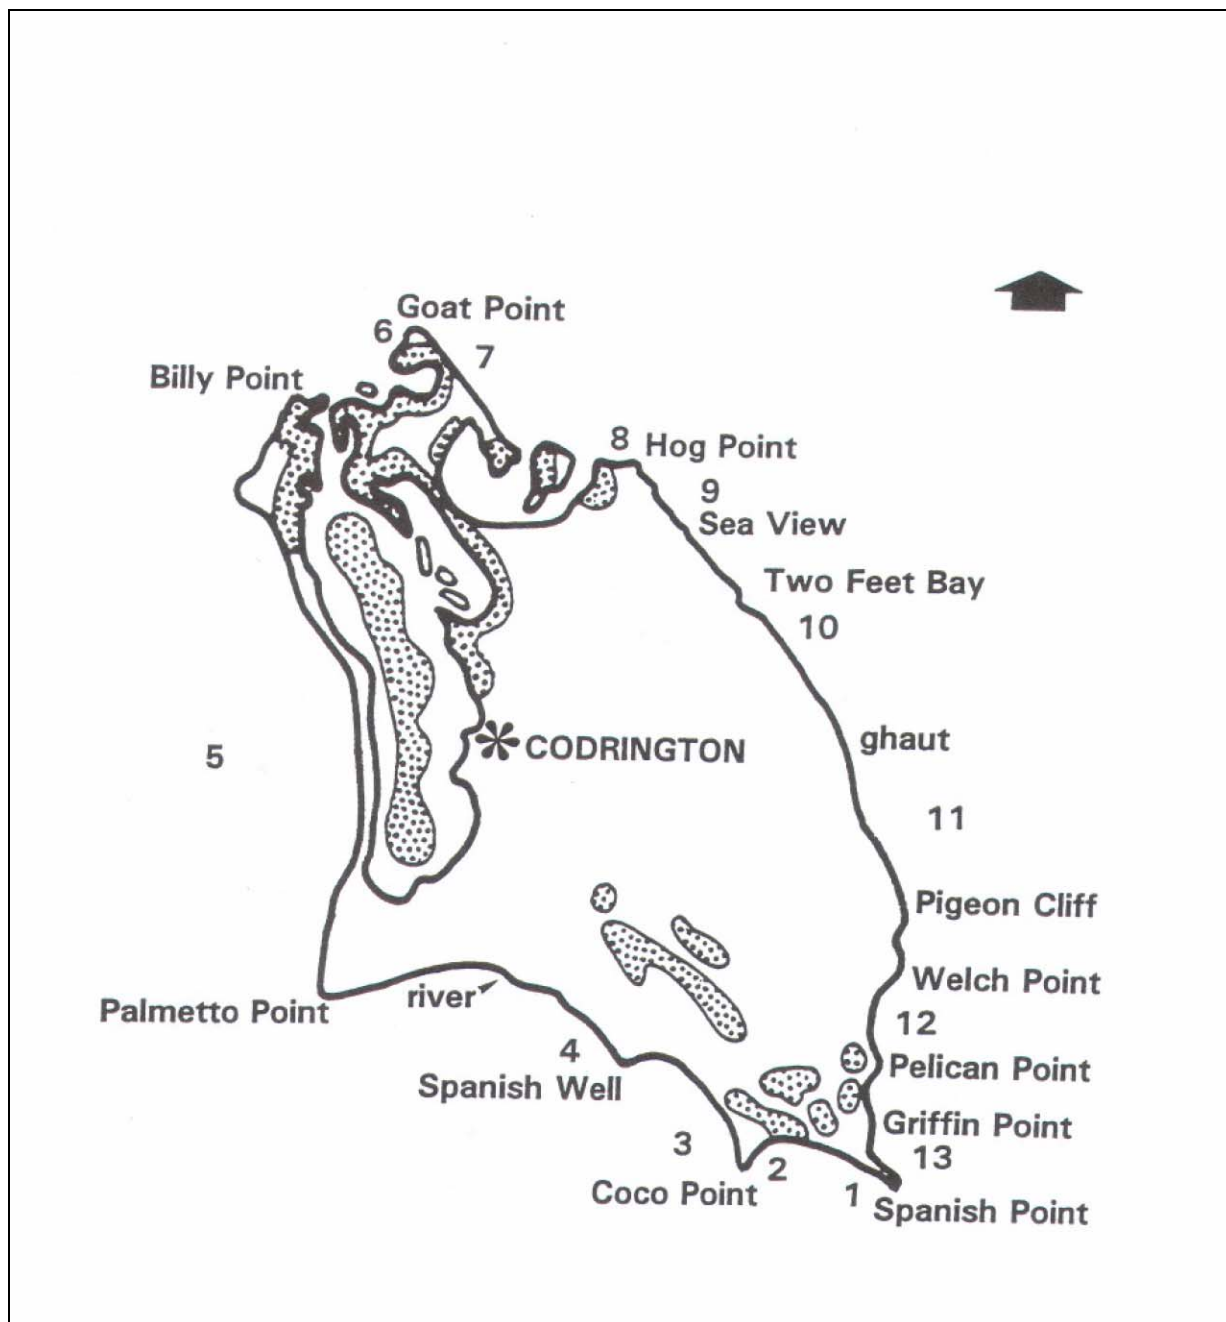 Goat Point
6
7
Billy Point
8 Hog Point
9
Sea View
Two Feet Bay
10
ghaut
CODRINGTON
5
11
Pigeon Cliff
Welch Point
river
Palmetto Point
12
4
Pelican Point
Spanish Well
Griffin Point
3
13
2
Coco Point
1 Spanish Point